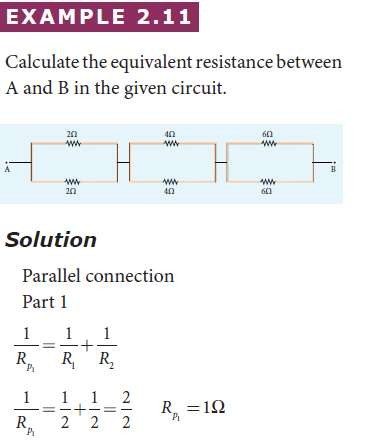 EXAMPLE 2.11
Calculate the equivalent resistance between
A and B in the given circuit.
2Ω 4Ω 6Ω
A B
2Ω 4Ω 6Ω
Solution
Parallel connection
Part 1
1/R_P₁ = 1/R₁ + 1/R₂
1/R_P₁ = 1/2 + 1/2 = 2/2 R_P₁ = 1Ω